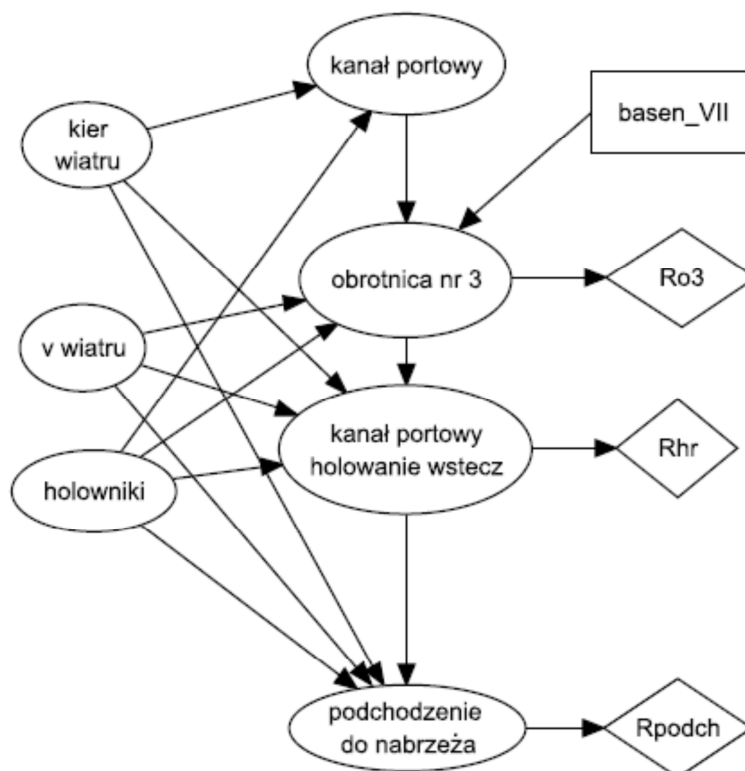 kanał portowy
basen_VII
kier
wiatru
obrotnica nr 3
Ro3
v wiatru
kanał portowy
holowanie wstecz
Rhr
holowniki
podchodzenie
do nabrzeża
Rpodch